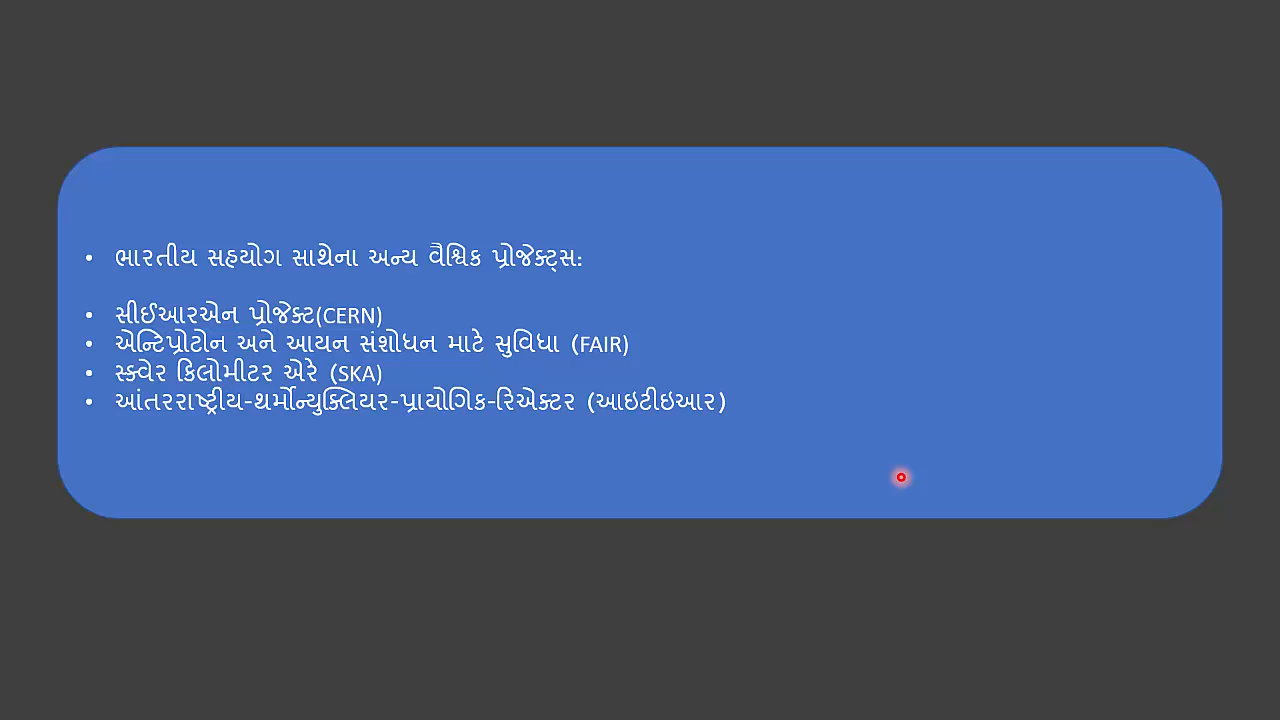 • ભારતીય સહયોગ સાથેના અન્ય વૈશ્વિક પ્રોજેક્ટ્સ:
• સીઈઆરએન પ્રોજેક્ટ(CERN)
• એન્ટિપ્રોટોન અને આયન સંશોધન માટે સુવિધા (FAIR)
• સ્ક્વેર કિલોમીટર એરે (SKA)
• આંતરરાષ્ટ્રીય-થર્મોન્યુક્લિયર-પ્રાયોગિક-રિએક્ટર (આઇટીઇઆર)